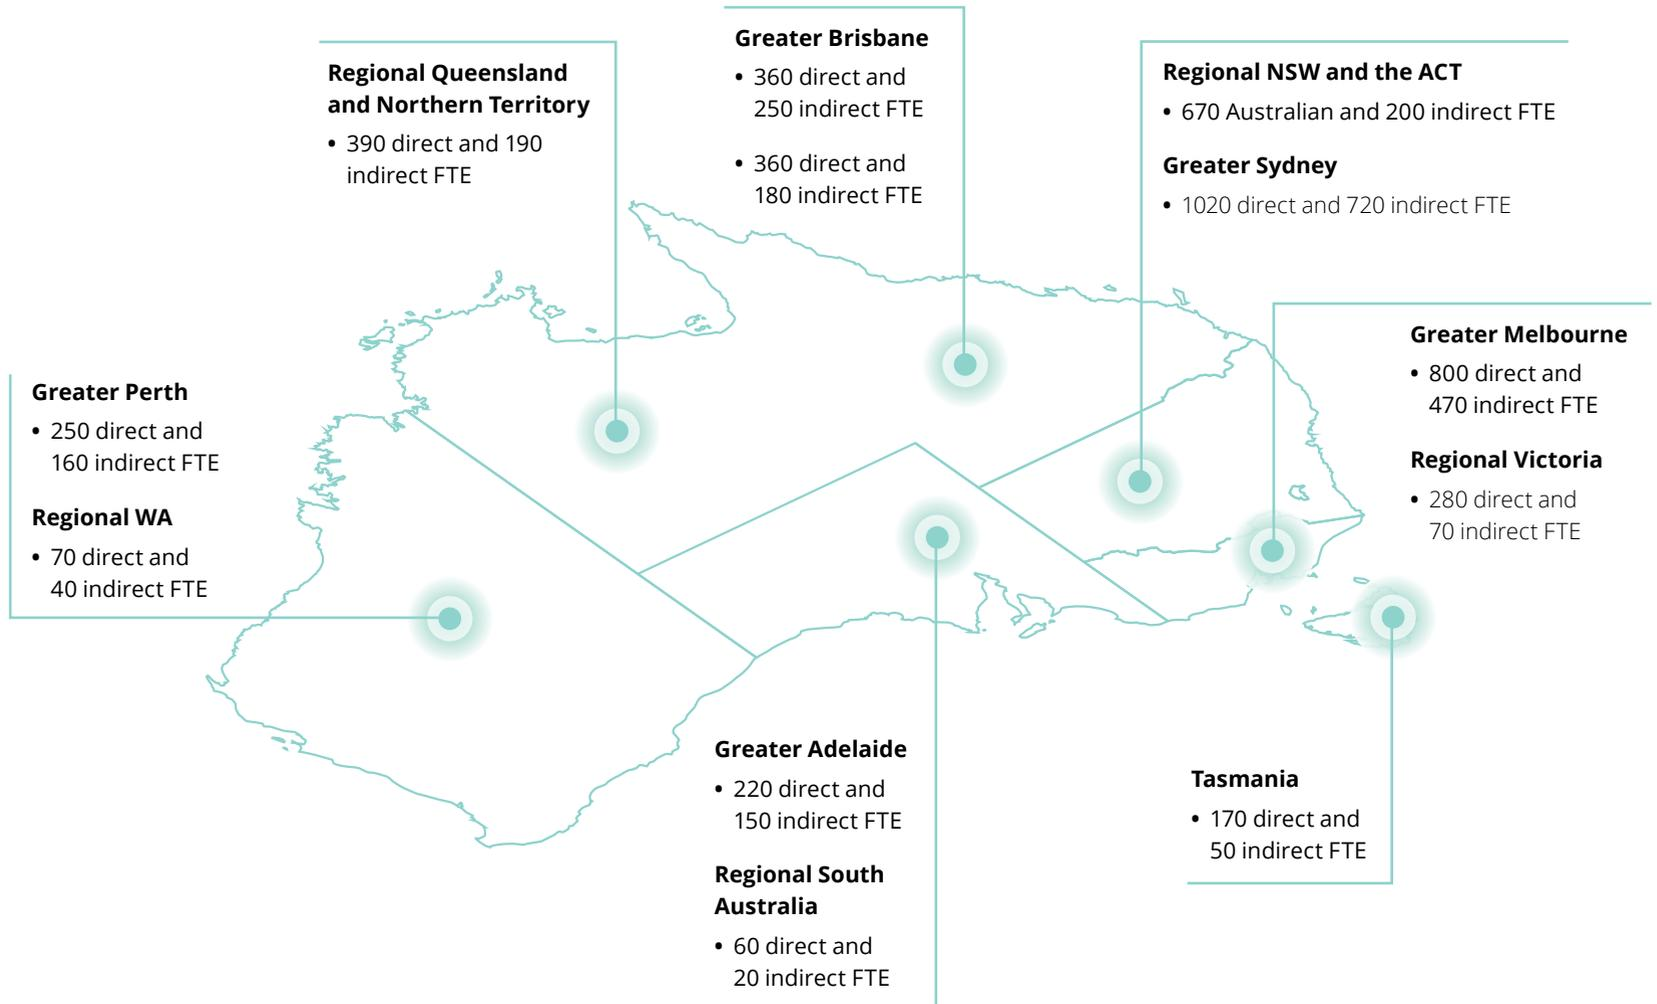 Regional Queensland
and Northern Territory
• 390 direct and 190
indirect FTE
Greater Brisbane
• 360 direct and
250 indirect FTE
• 360 direct and
180 indirect FTE
Regional NSW and the ACT
• 670 Australian and 200 indirect FTE
Greater Sydney
• 1020 direct and 720 indirect FTE
Greater Melbourne
• 800 direct and
470 indirect FTE
Regional Victoria
• 280 direct and
70 indirect FTE
Greater Perth
• 250 direct and
160 indirect FTE
Regional WA
• 70 direct and
40 indirect FTE
Greater Adelaide
• 220 direct and
150 indirect FTE
Regional South
Australia
• 60 direct and
20 indirect FTE
Tasmania
• 170 direct and
50 indirect FTE